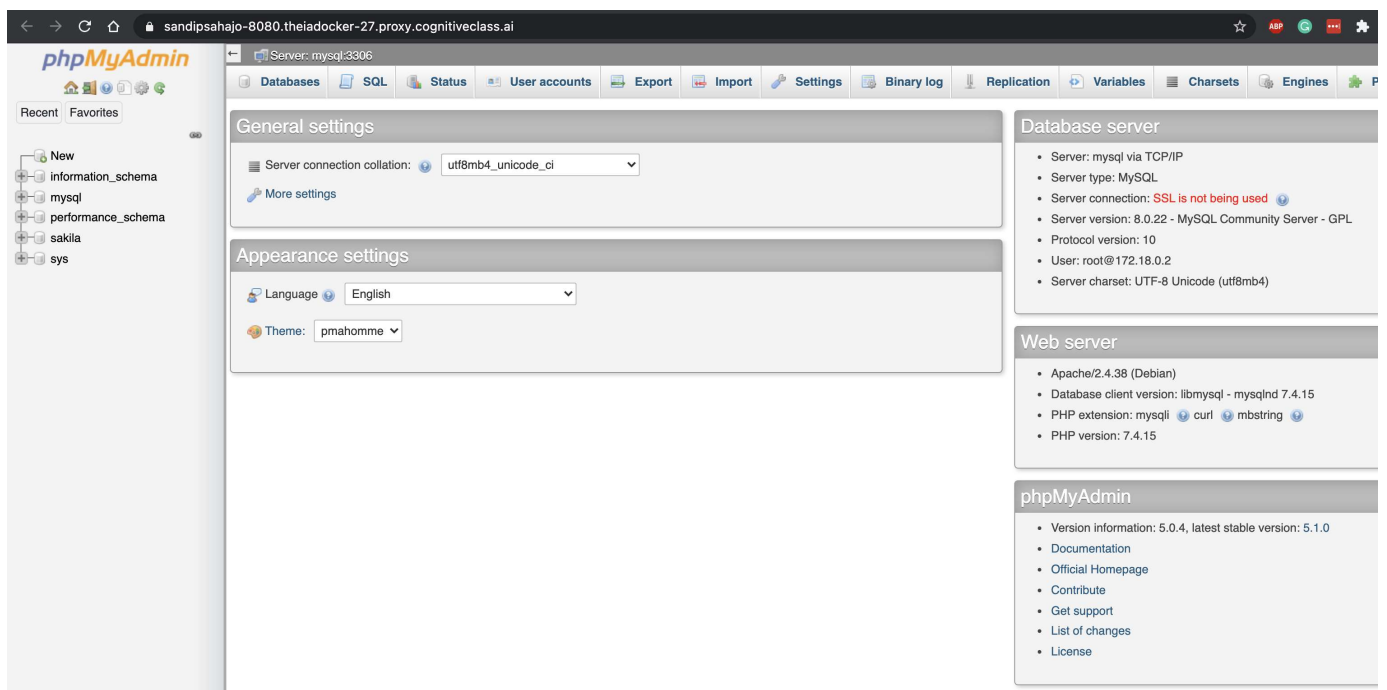 sandipsahajo-8080.theiadocker-27.proxy.cognitiveclass.ai
ABP
G
phpMyAdmin
Recent Favorites
New
information_schema
mysql
performance_schema
sakila
sys
Server: mysql:3306
Databases SQL Status User accounts Export Import Settings Binary log Replication Variables Charsets Engines P
General settings
Server connection collation: utf8mb4_unicode_ci
More settings
Appearance settings
Language English
Theme: pmahomme
Database server
Server: mysql via TCP/IP
Server type: MySQL
Server connection: SSL is not being used
Server version: 8.0.22 - MySQL Community Server - GPL
Protocol version: 10
User: root@172.18.0.2
Server charset: UTF-8 Unicode (utf8mb4)
Web server
Apache/2.4.38 (Debian)
Database client version: libmysql - mysqlnd 7.4.15
PHP extension: mysqli curl mbstring
PHP version: 7.4.15
phpMyAdmin
Version information: 5.0.4, latest stable version: 5.1.0
Documentation
Official Homepage
Contribute
Get support
List of changes
License